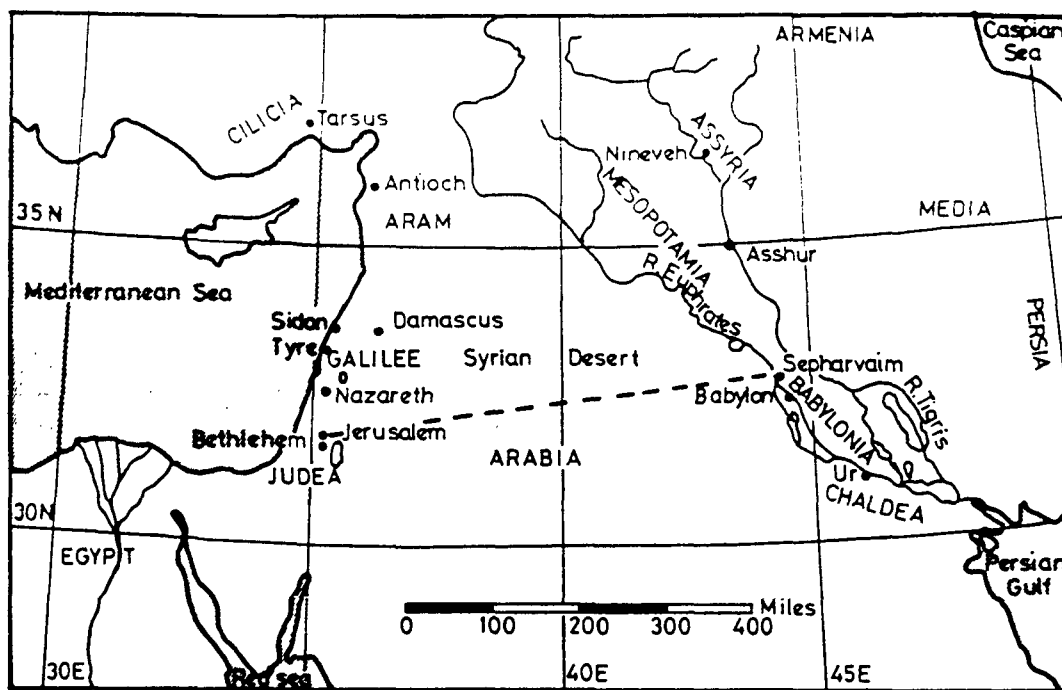 Caspian
Sea
ARMENIA
CILICIA
Tarsus
ASSYRIA
Nineveh
Antioch
MESOPOTAMIA
35 N
ARAM
MEDIA
Asshur
R. Euphrates
Mediterranean Sea
PERSIA
Sidon
Damascus
Tyre
GALILEE
Syrian Desert
Sepharvaim
Nazareth
Babylon
BABYLONIA
R. Tigris
Bethlehem
Jerusalem
ARABIA
JUDEA
Ur
CHALDEA
30N
EGYPT
Persian
Gulf
Miles
0 100 200 300 400
30E
Red sea
40E
45E